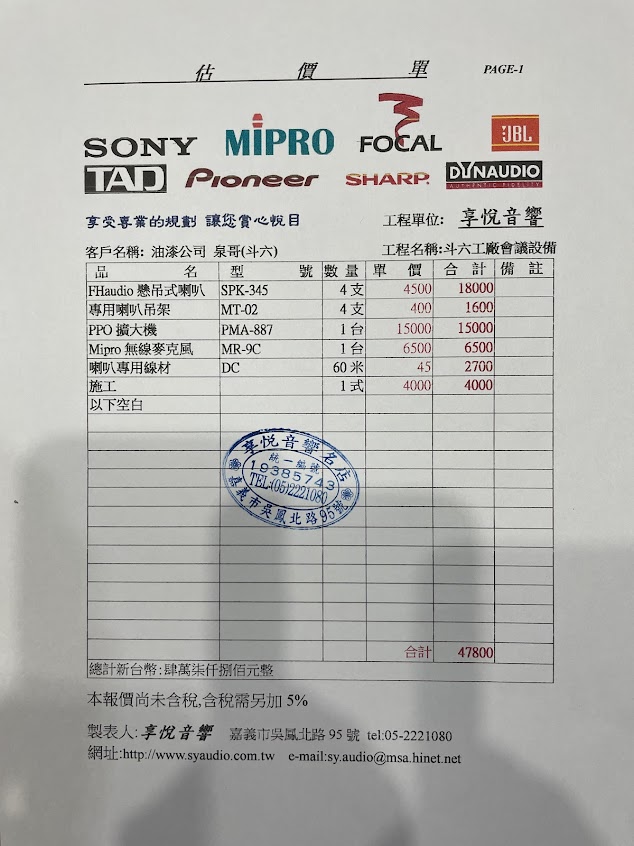 估價單 PAGE-1
SONY MIPRO FOCAL JBL
TAD Pioneer SHARP DYNAUDIO
AUTHENTIC FIDELITY
享受專業的規劃 讓您賞心悅目 工程單位: 享悅音響
客戶名稱: 油漆公司 泉哥(斗六) 工程名稱:斗六工廠會議設備
品名 型號 數量 單價 合計 備註
FHaudio 懸吊式喇叭 SPK-345 4 支 4500 18000
專用喇叭吊架 MT-02 4 支 400 1600
PPO 擴大機 PMA-887 1 台 15000 15000
Mipro 無線麥克風 MR-9C 1 台 6500 6500
喇叭專用線材 DC 60 米 45 2700
施工 1 式 4000 4000
以下空白
享悅音響名店
統一編號
19385743
TEL:(05)2221080
嘉義市吳鳳北路95號
合計 47800
總計新台幣:肆萬柒仟捌佰元整
本報價尚未含稅,含稅需另加 5%
製表人:享悅音響 嘉義市吳鳳北路 95 號 tel:05-2221080
網址:http://www.syaudio.com.tw e-mail:sy.audio@msa.hinet.net